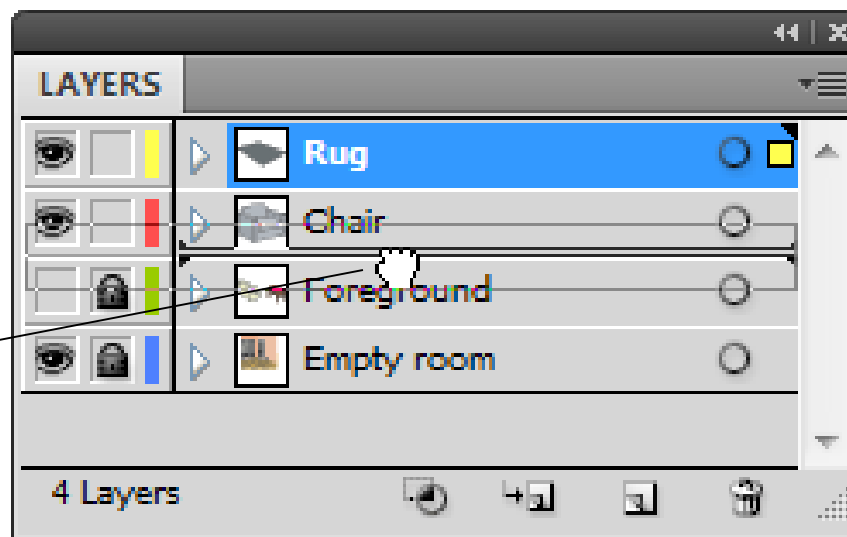 LAYERS
Rug
Chair
Foreground
Empty room
4 Layers